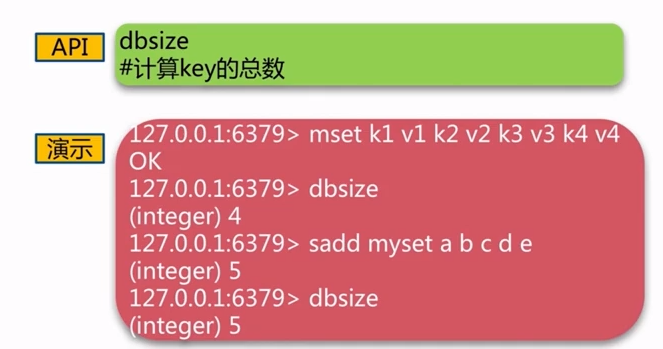 API
dbsize
#计算key的总数
演示
127.0.0.1:6379> mset k1 v1 k2 v2 k3 v3 k4 v4
OK
127.0.0.1:6379> dbsize
(integer) 4
127.0.0.1:6379> sadd myset a b c d e
(integer) 5
127.0.0.1:6379> dbsize
(integer) 5